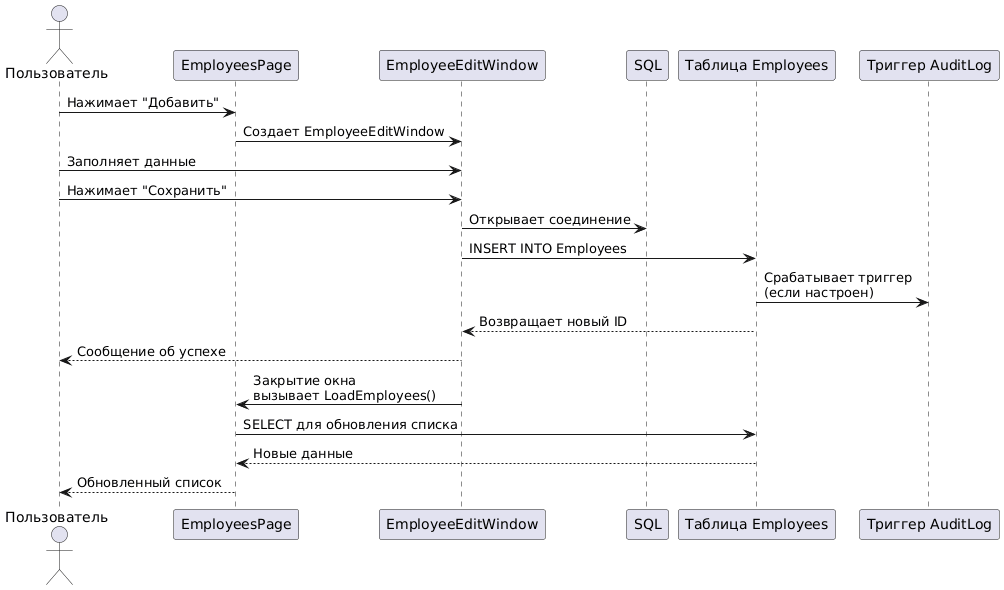 Пользователь
EmployeesPage
EmployeeEditWindow
SQL
Таблица Employees
Триггер AuditLog
Нажимает "Добавить"
Создает EmployeeEditWindow
Заполняет данные
Нажимает "Сохранить"
Открывает соединение
INSERT INTO Employees
Срабатывает триггер
(если настроен)
Возвращает новый ID
Сообщение об успехе
Закрытие окна
вызывает LoadEmployees()
SELECT для обновления списка
Новые данные
Обновленный список
Пользователь
EmployeesPage
EmployeeEditWindow
SQL
Таблица Employees
Триггер AuditLog